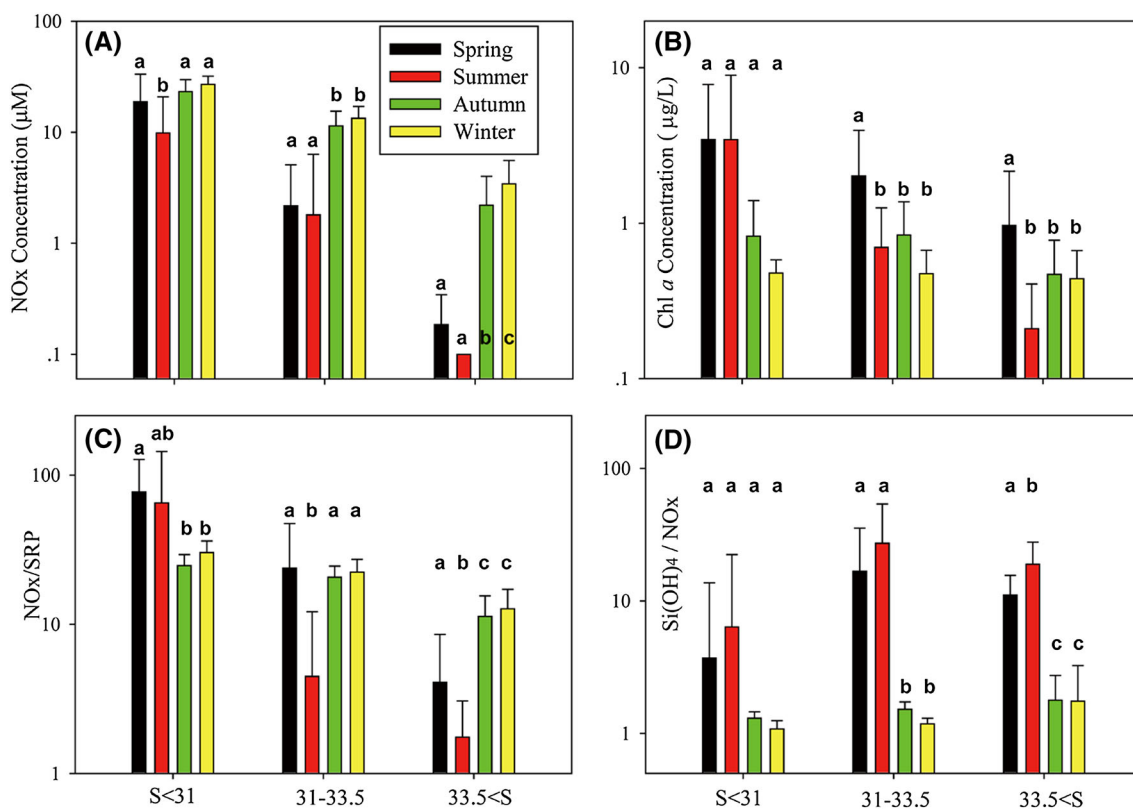 (A)
NOx Concentration (μM)
100
10
1
.1
Spring
Summer
Autumn
Winter
a b a a
a a b b
a a b c
(B)
Chl a Concentration ( μg/L)
10
1
.1
a a a a
a b b b
a b b b
(C)
NOx/SRP
100
10
1
a ab b b
a b a a
a b c c
S<31 31-33.5 33.5<S
(D)
Si(OH)4 / NOx
100
10
1
a a a a
a a b b
a b c c
S<31 31-33.5 33.5<S